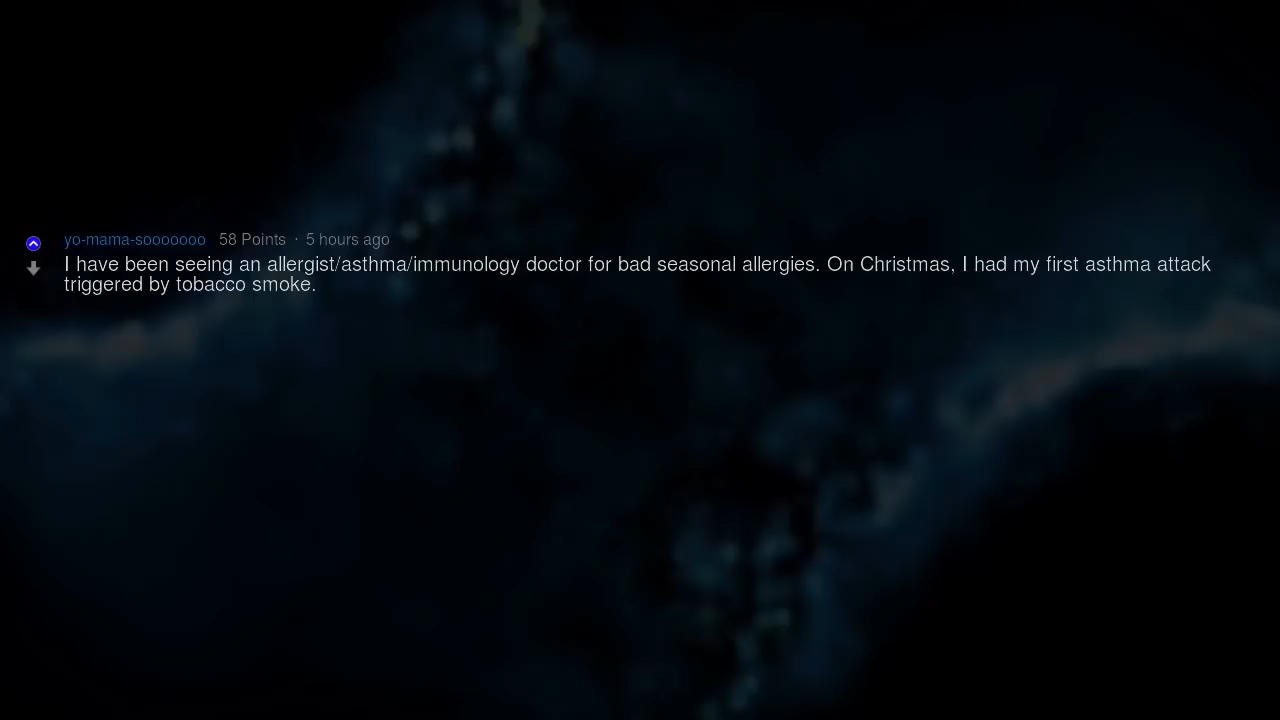 yo-mama-sooooooo 58 Points · 5 hours ago
I have been seeing an allergist/asthma/immunology doctor for bad seasonal allergies. On Christmas, I had my first asthma attack
triggered by tobacco smoke.